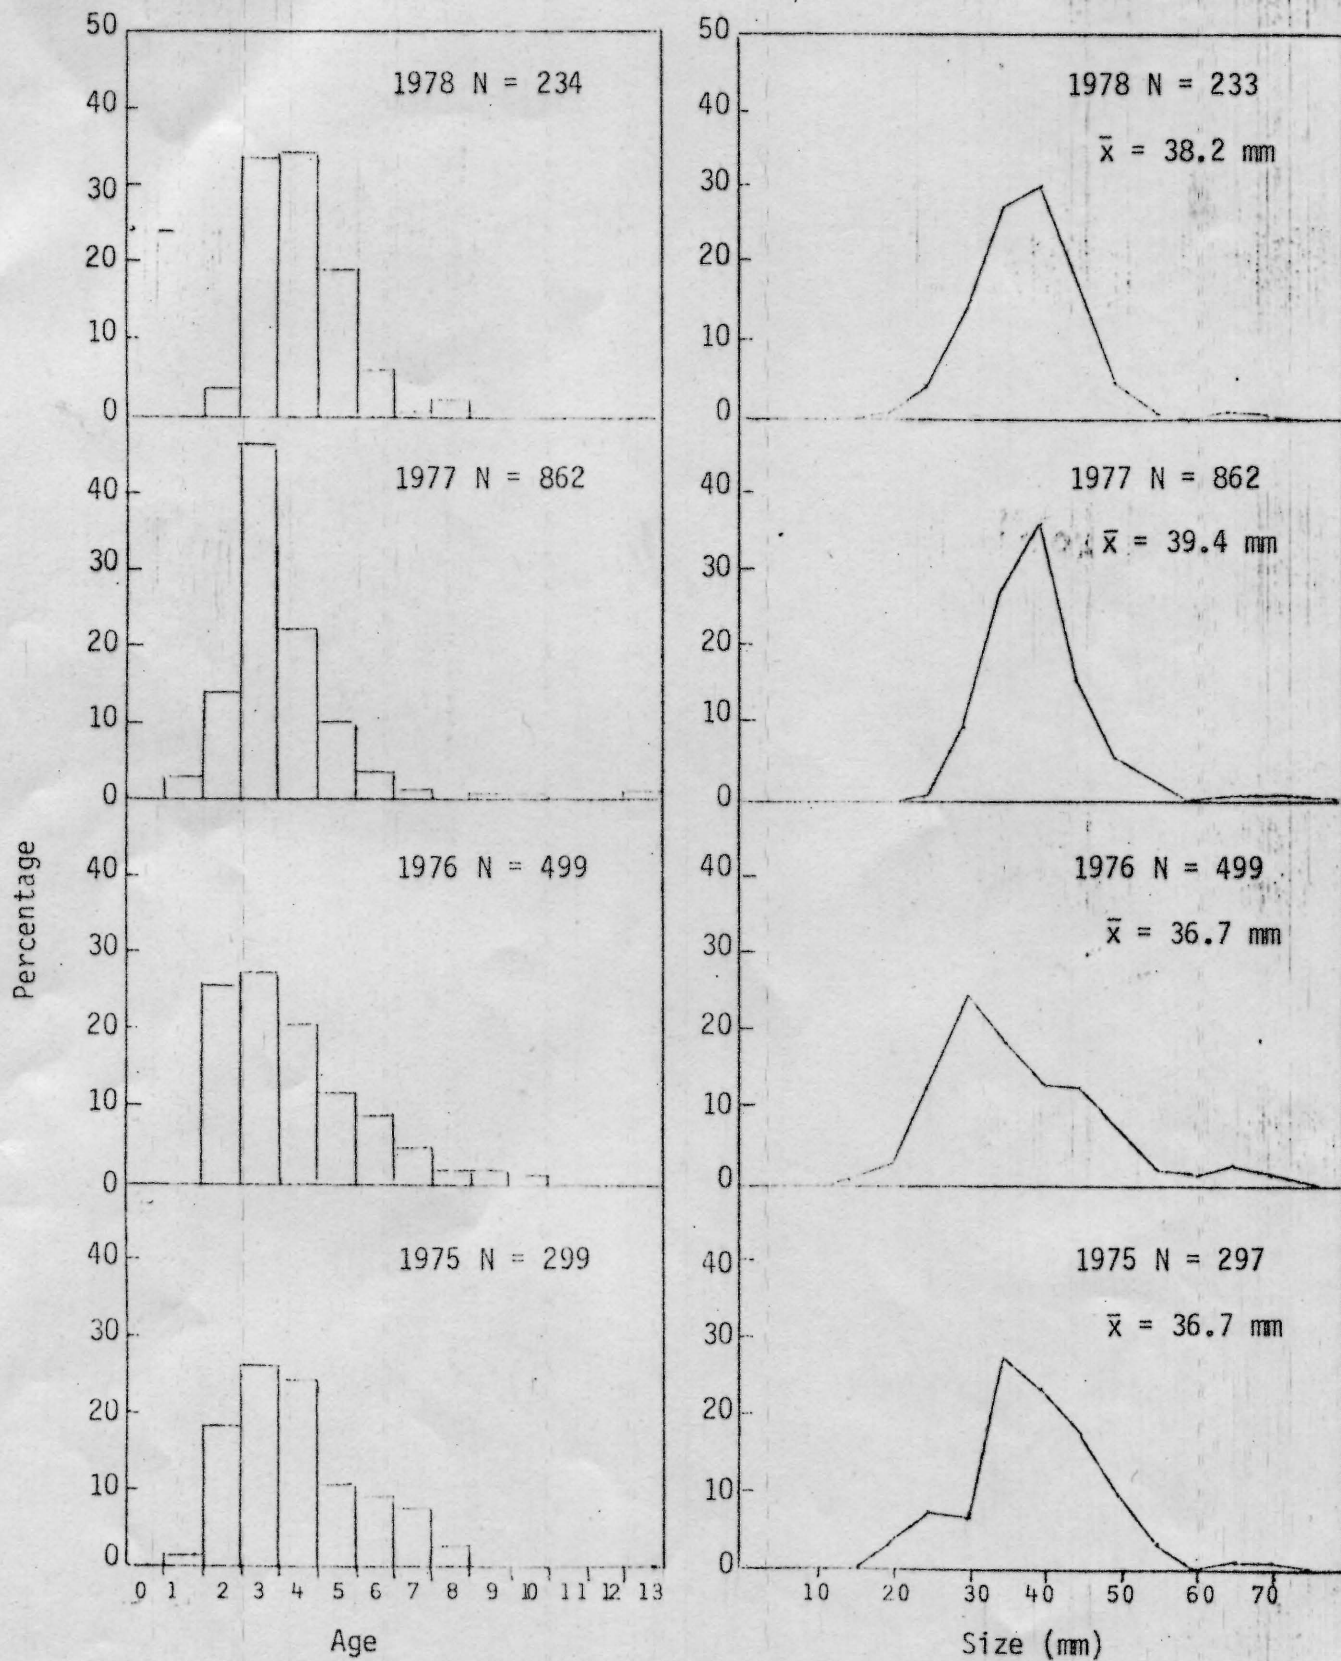 Percentage
50
40
30
20
10
0
1978 N = 234
40
30
20
10
0
1977 N = 862
40
30
20
10
0
1976 N = 499
40
30
20
10
0
1975 N = 299
0 1 2 3 4 5 6 7 8 9 10 11 12 13
Age
50
40
30
20
10
0
1978 N = 233
x̄ = 38.2 mm
40
30
20
10
0
1977 N = 862
x̄ = 39.4 mm
40
30
20
10
0
1976 N = 499
x̄ = 36.7 mm
40
30
20
10
0
1975 N = 297
x̄ = 36.7 mm
10 20 30 40 50 60 70
Size (mm)